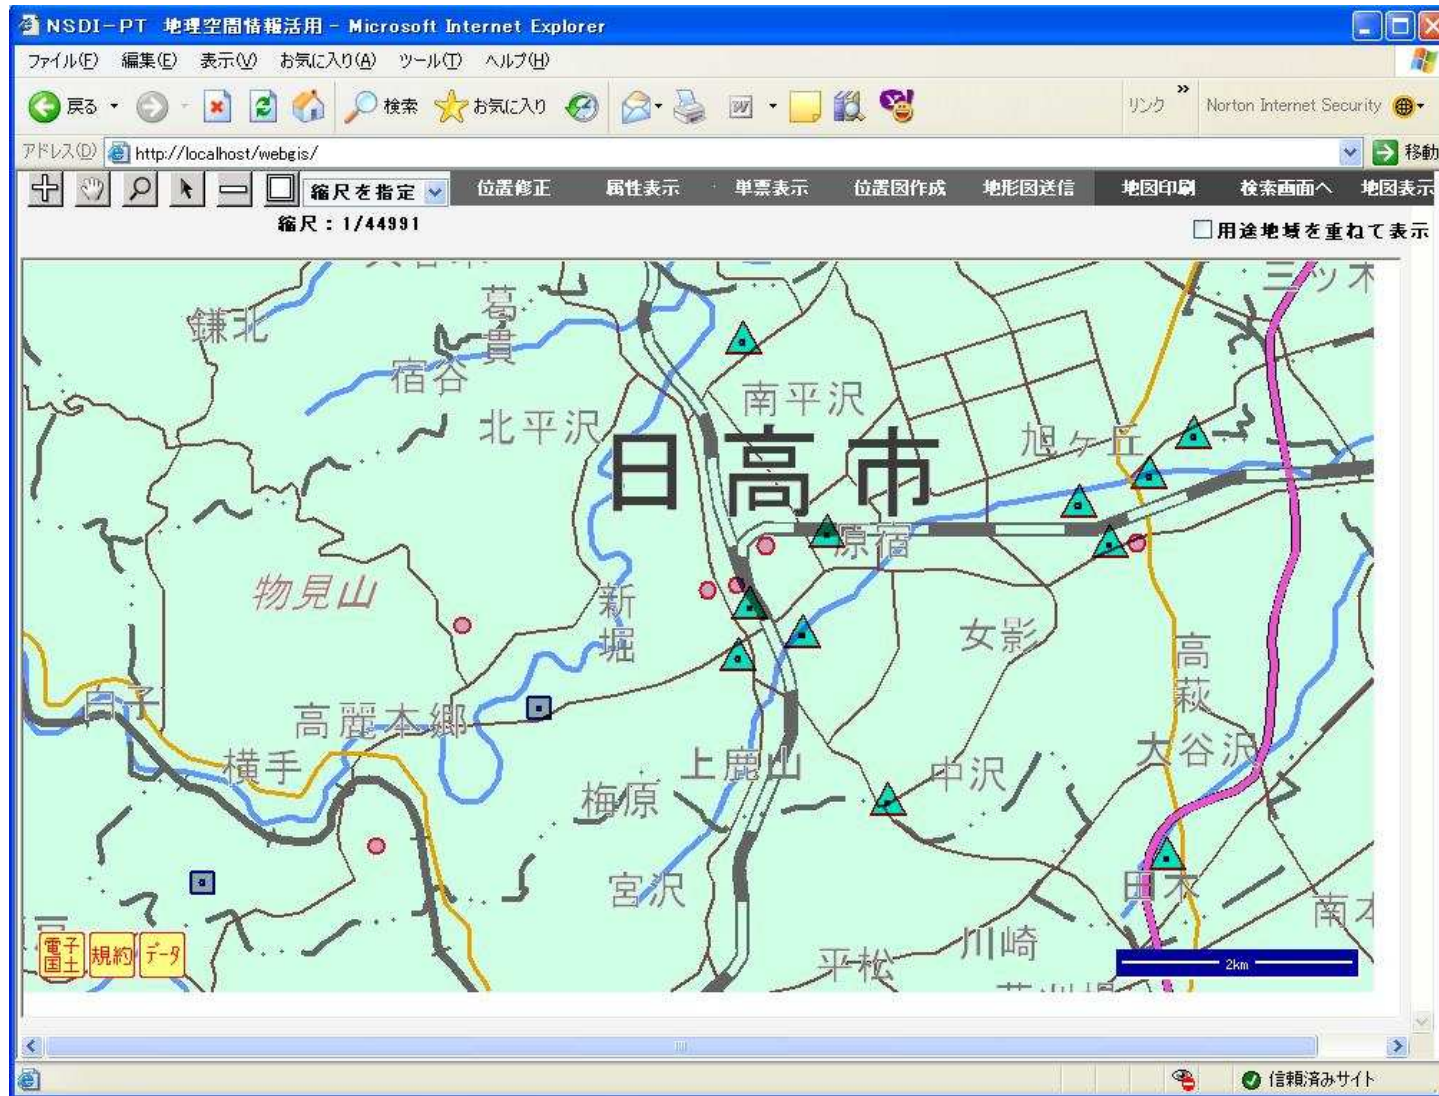 NSDI-PT 地理空間情報活用 - Microsoft Internet Explorer
ファイル(F) 編集(E) 表示(V) お気に入り(A) ツール(T) ヘルプ(H)
戻る 検索 お気に入り リンク » Norton Internet Security
アドレス(D) http://localhost/webgis/ 移動
縮尺を指定 位置修正 属性表示 単票表示 位置図作成 地形図送信 地図印刷 検索画面へ 地図表示
縮尺：1/44991 用途地域を重ねて表示
三ッ木
鎌北 葛貫
宿谷 南平沢
北平沢 旭ヶ丘
日高市
原宿
物見山 新堀
女影 高萩
白子 高麗本郷
横手 上鹿山 中沢 大谷沢
梅原
宮沢 田木
川崎
平松
電子国土 規約 データ
2km
信頼済みサイト